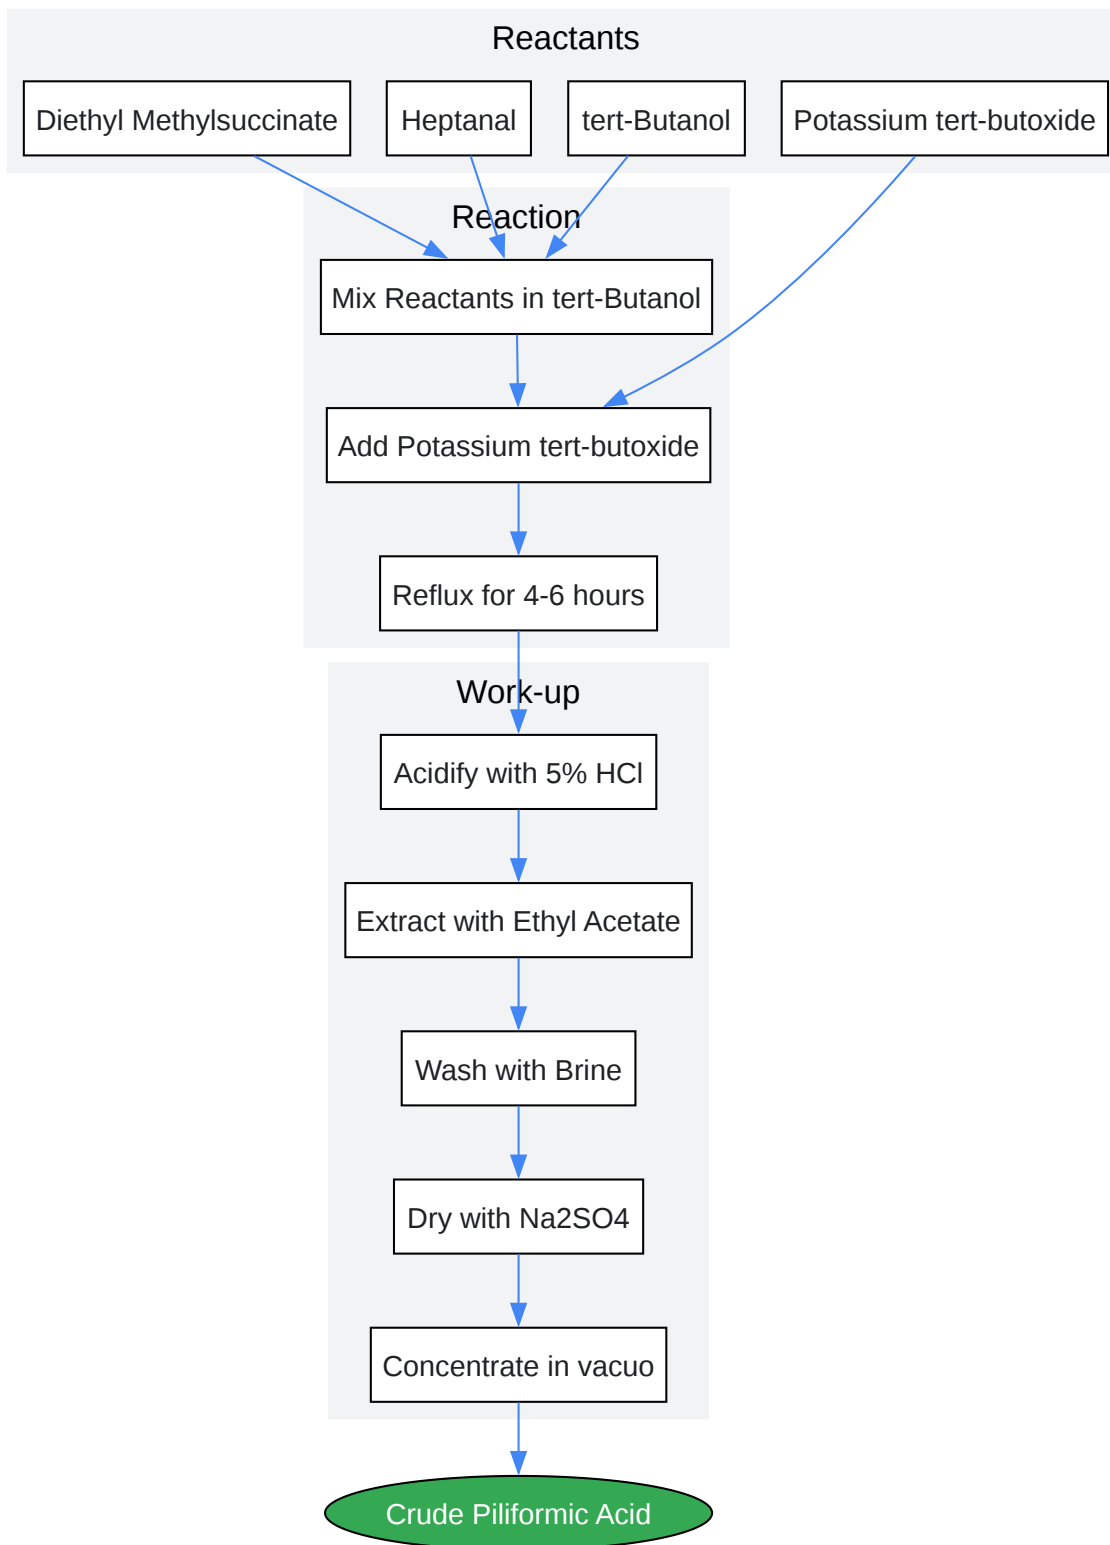 Reactants
Diethyl Methylsuccinate
Heptanal
tert-Butanol
Potassium tert-butoxide
Reaction
Mix Reactants in tert-Butanol
Add Potassium tert-butoxide
Reflux for 4-6 hours
Work-up
Acidify with 5% HCl
Extract with Ethyl Acetate
Wash with Brine
Dry with Na2SO4
Concentrate in vacuo
Crude Piliformic Acid